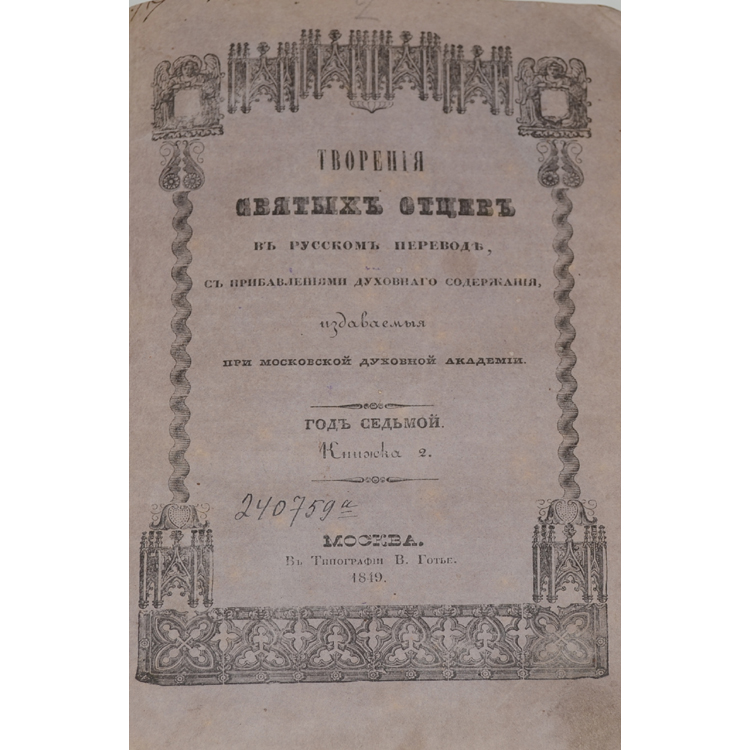 2
ТВОРЕНІЯ
СВЯТЫХЪ ОТЦЕВЪ
ВЪ РУССКОМЪ ПЕРЕВОДѢ,
СЪ ПРИБАВЛЕНІЯМИ ДУХОВНАГО СОДЕРЖАНІЯ,
издаваемыя
ПРИ МОСКОВСКОЙ ДУХОВНОЙ АКАДЕМІИ.
ГОДЪ СЕДЬМОЙ.
Книжка 2.
240759а
МОСКВА.
Въ Типографіи В. Готье.
1849.